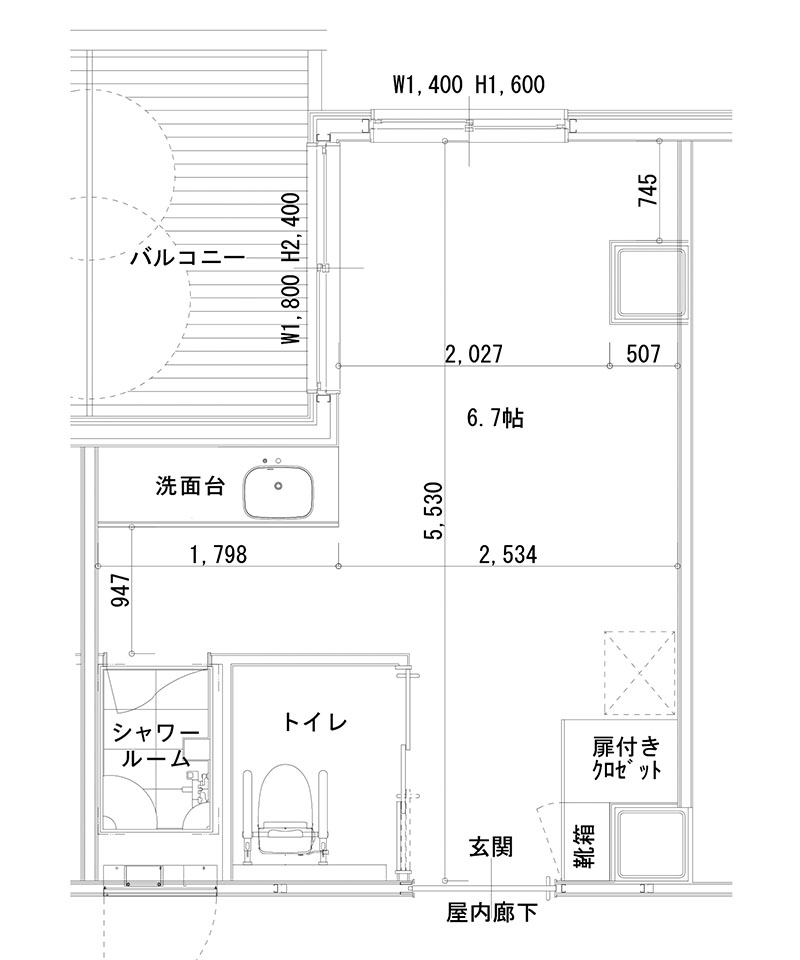 W1,400 H1,600
745
バルコニー
W1,800 H2,400
2,027
507
6.7帖
洗面台
5,530
1,798
2,534
947
シャワー
ルーム
トイレ
扉付き
ｸﾛｾﾞｯﾄ
靴箱
玄関
屋内廊下